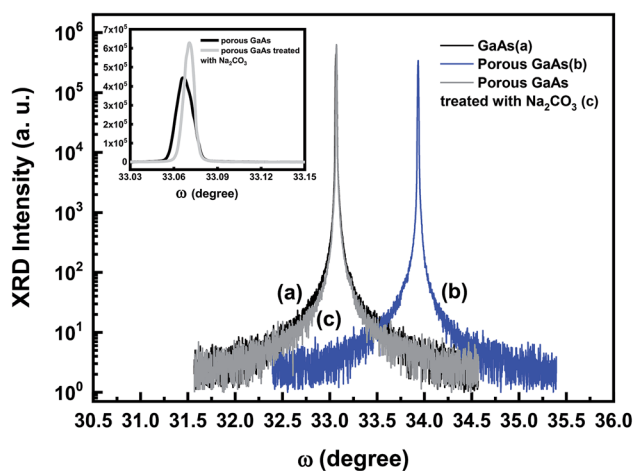 XRD Intensity (a. u.)
10⁶
10⁵
10⁴
10³
10²
10¹
10⁰
30.5 31.0 31.5 32.0 32.5 33.0 33.5 34.0 34.5 35.0 35.5 36.0
ω (degree)
7x10⁵
6x10⁵
5x10⁵
4x10⁵
3x10⁵
2x10⁵
1x10⁵
0
33.03 33.06 33.09 33.12 33.15
ω (degree)
porous GaAs
porous GaAs treated
with Na₂CO₃
GaAs(a)
Porous GaAs(b)
Porous GaAs
treated with Na₂CO₃ (c)
(a)
(b)
(c)